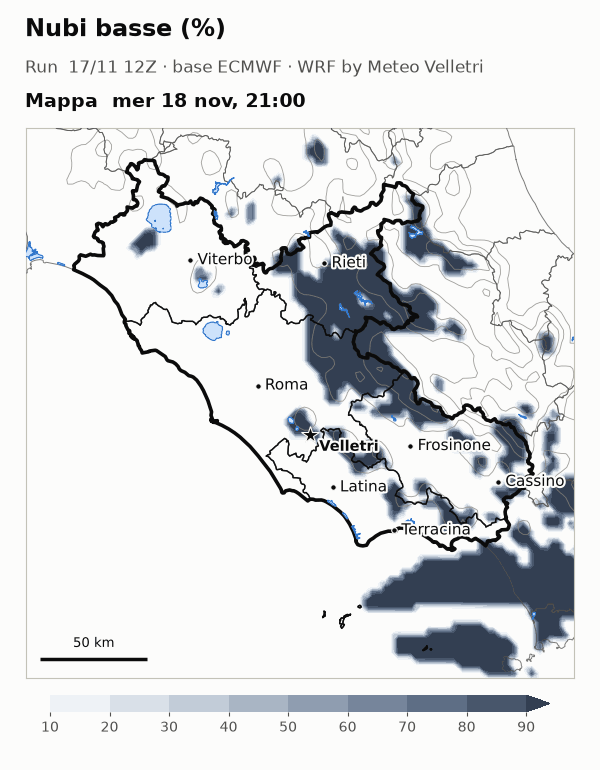 Nubi basse (%)
Run 17/11 12Z · base ECMWF · WRF by Meteo Velletri
Mappa mer 18 nov, 21:00
Viterbo
Rieti
Roma
Velletri
Frosinone
Latina
Cassino
Terracina
50 km
10 20 30 40 50 60 70 80 90